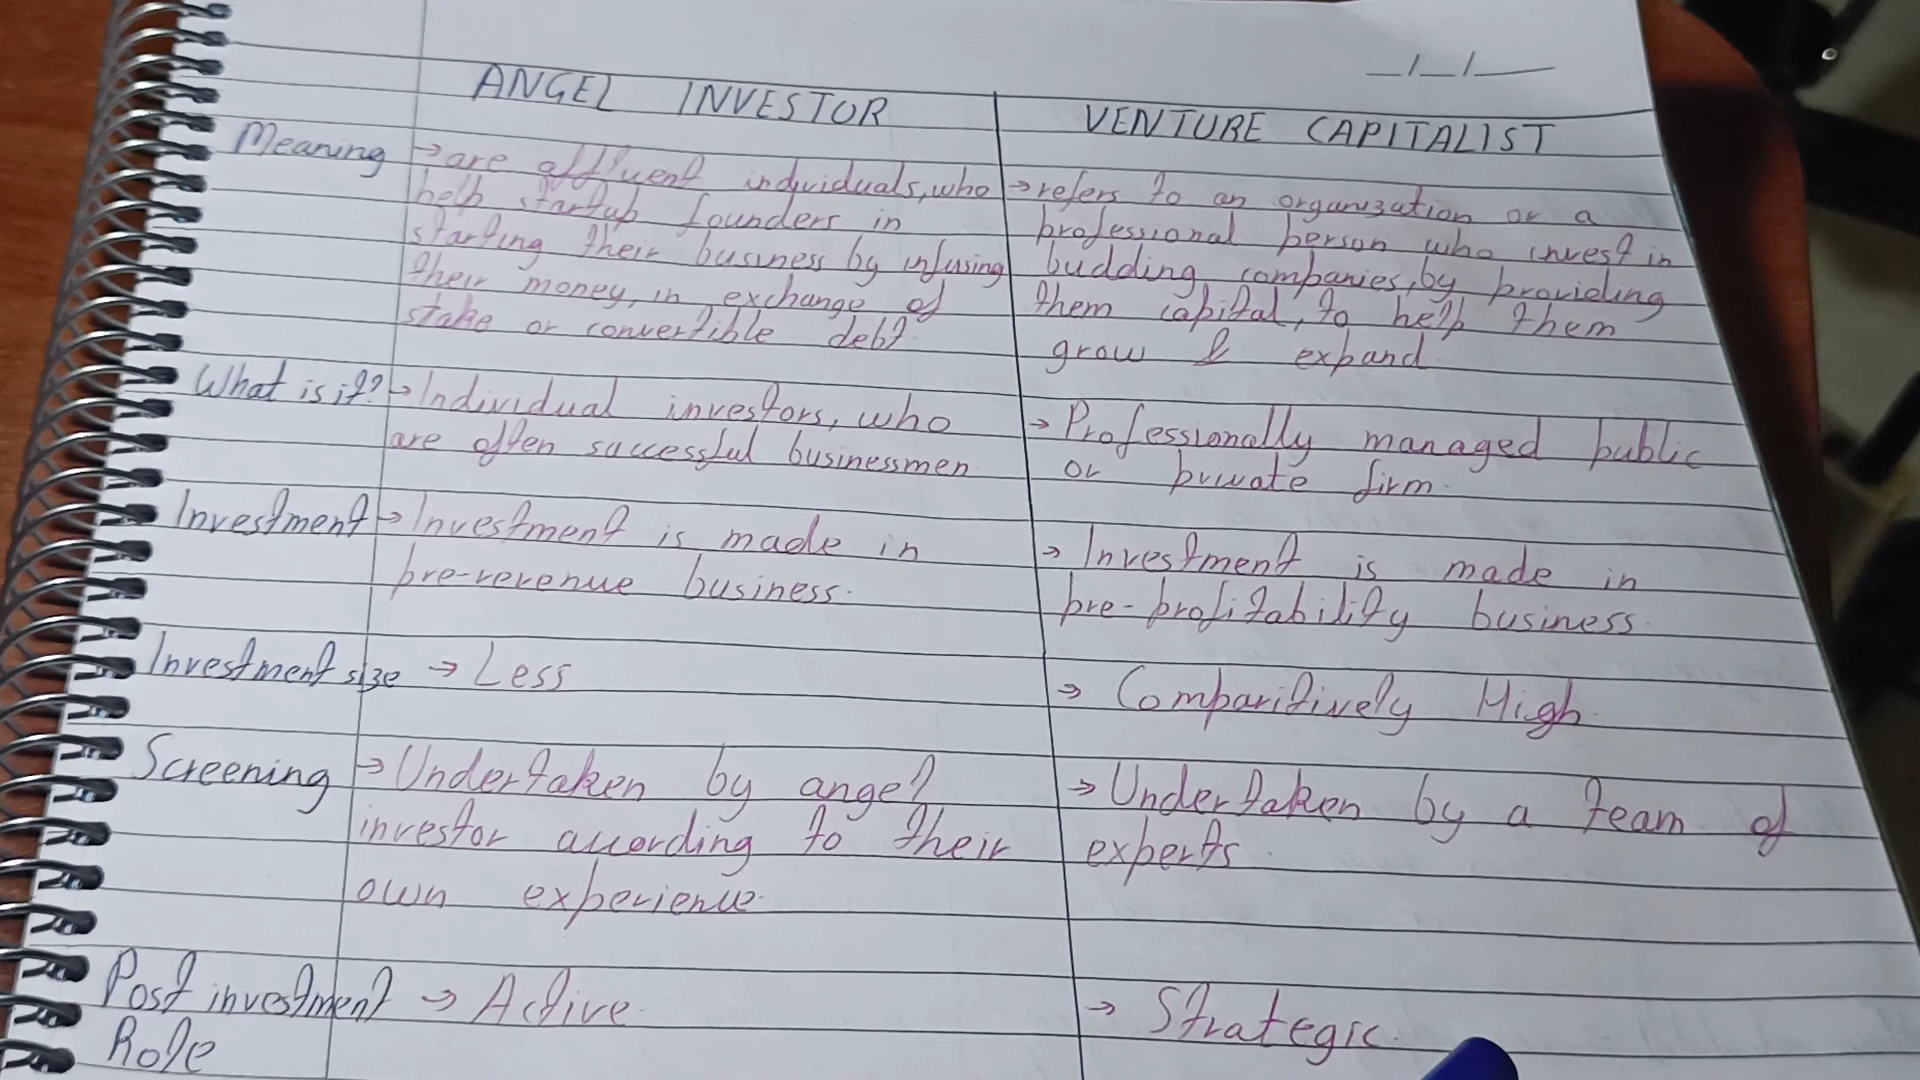 _/_/__
ANGEL INVESTOR
VENTURE CAPITALIST
Meaning
→ are affluent individuals, who
help startup founders in
starting their business by infusing
their money, in exchange of
stake or convertible debt.
→ refers to an organization or a
professional person who invest in
budding companies, by providing
them capital, to help them
grow & expand.
What is it?
→ Individual investors, who
are often successful businessmen.
→ Professionally managed public
or private firm.
Investment
→ Investment is made in
pre-revenue business.
→ Investment is made in
pre-profitability business.
Investment size
→ Less
→ Comparitively High.
Screening
→ Undertaken by angel
investor according to their
own experience.
→ Undertaken by a team of
experts.
Post investment
Role
→ Active.
→ Strategic.